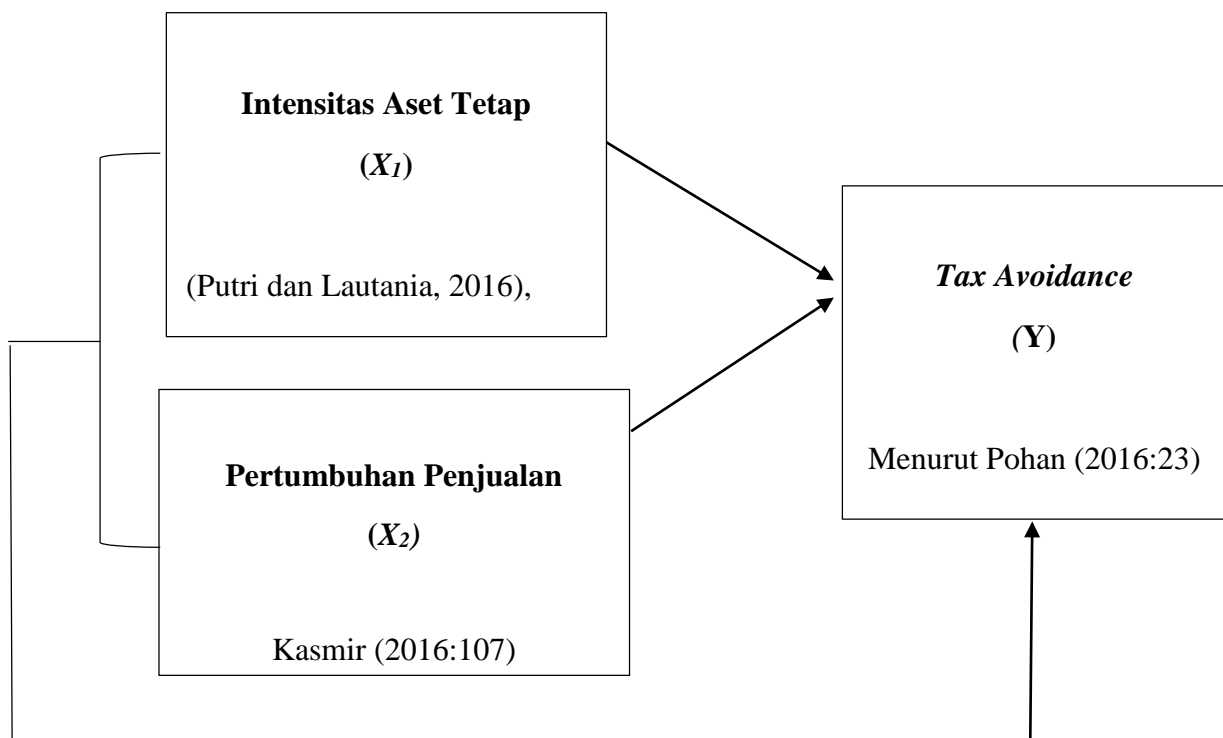 Intensitas Aset Tetap
(X1)
(Putri dan Lautania, 2016),
Pertumbuhan Penjualan
(X2)
Kasmir (2016:107)
Tax Avoidance
(Y)
Menurut Pohan (2016:23)